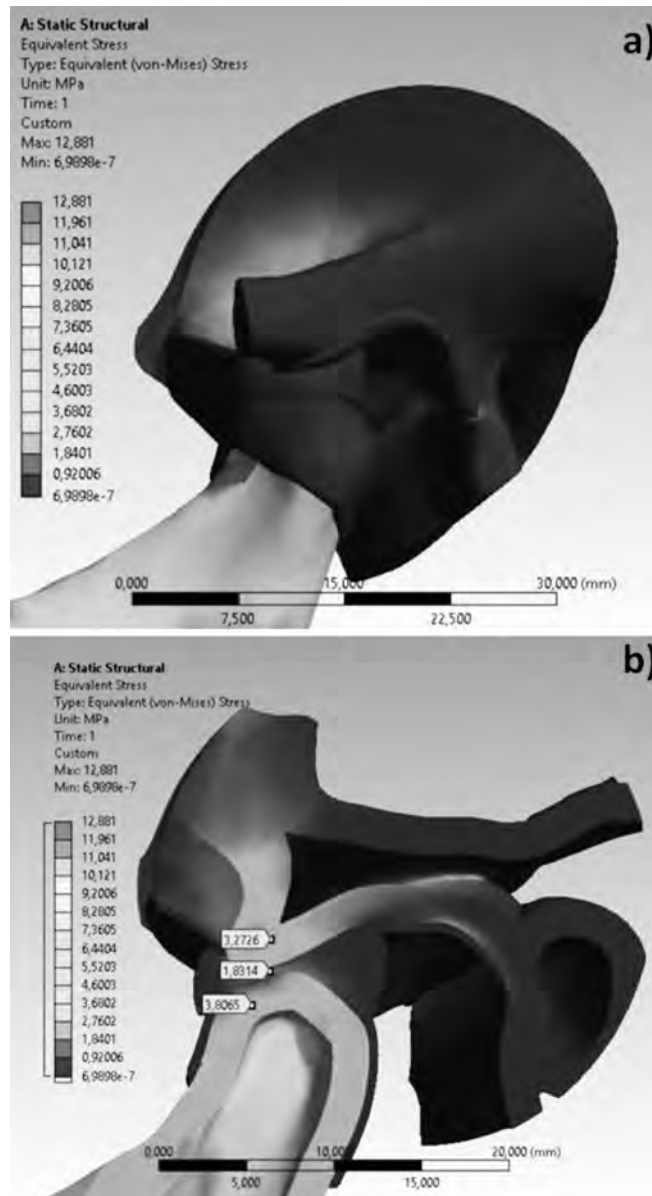 A: Static Structural
Equivalent Stress
Type: Equivalent (von-Mises) Stress
Unit: MPa
Time: 1
Custom
Max: 12,881
Min: 6,9898e-7
a)
12,881
11,961
11,041
10,121
9,2006
8,2805
7,3605
6,4404
5,5203
4,6003
3,6802
2,7602
1,8401
0,92006
6,9898e-7
0,000 15,000 30,000 (mm)
7,500 22,500
A: Static Structural
Equivalent Stress
Type: Equivalent (von-Mises) Stress
Unit: MPa
Time: 1
Custom
Max: 12,881
Min: 6,9898e-7
b)
12,881
11,961
11,041
10,121
9,2006
8,2805
7,3605
6,4404
5,5203
4,6003
3,6802
2,7602
1,8401
0,92006
6,9898e-7
3,2726
1,8314
3,8065
0,000 10,000 20,000 (mm)
5,000 15,000